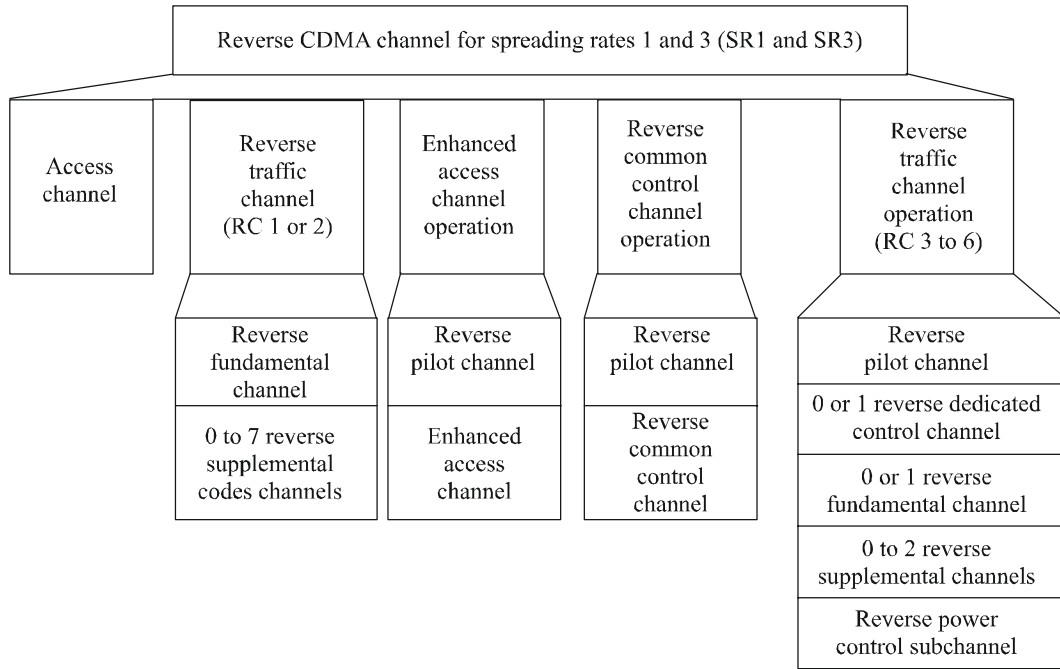 Reverse CDMA channel for spreading rates 1 and 3 (SR1 and SR3)
Access
channel
Reverse
traffic
channel
(RC 1 or 2)
Enhanced
access
channel
operation
Reverse
common
control
channel
operation
Reverse
traffic
channel
operation
(RC 3 to 6)
Reverse
fundamental
channel
0 to 7 reverse
supplemental
codes channels
Reverse
pilot channel
Enhanced
access
channel
Reverse
pilot channel
Reverse
common
control
channel
Reverse
pilot channel
0 or 1 reverse dedicated
control channel
0 or 1 reverse
fundamental channel
0 to 2 reverse
supplemental channels
Reverse power
control subchannel